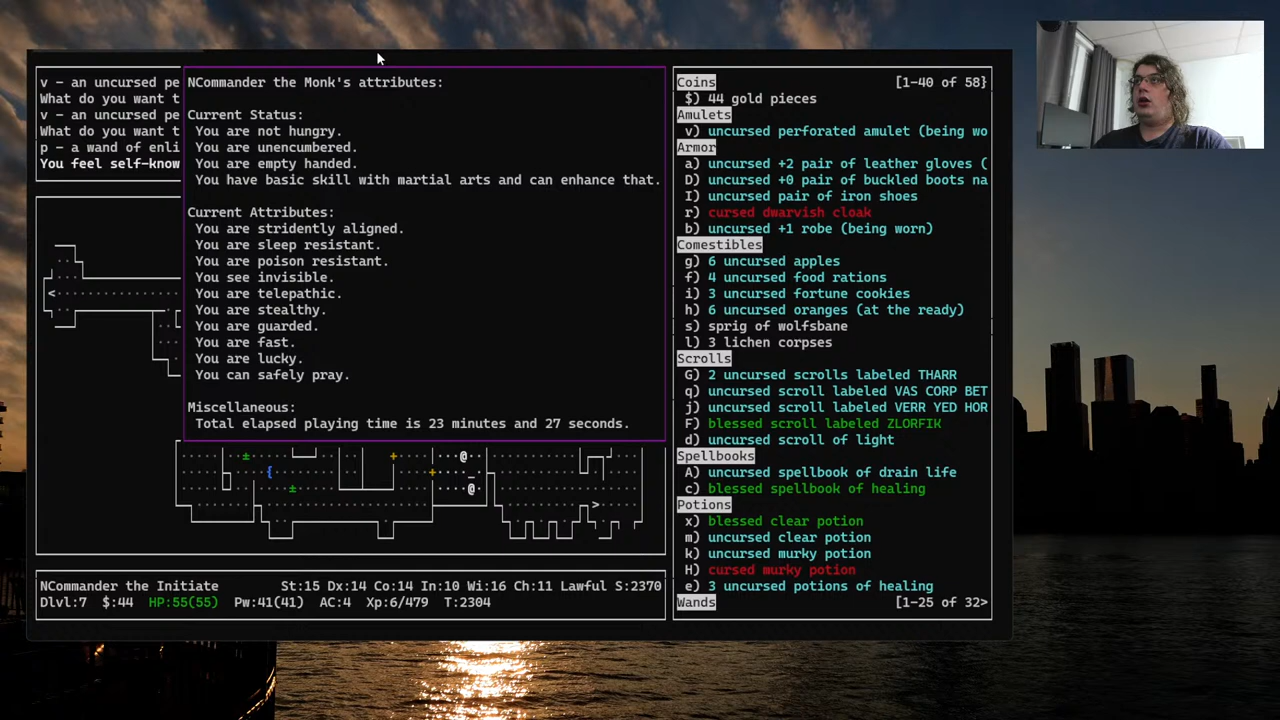 v - an uncursed pe
What do you want t
v - an uncursed pe
What do you want t
p - a wand of enli
You feel self-know
NCommander the Monk's attributes:
Current Status:
You are not hungry.
You are unencumbered.
You are empty handed.
You have basic skill with martial arts and can enhance that.
Current Attributes:
You are stridently aligned.
You are sleep resistant.
You are poison resistant.
You see invisible.
You are telepathic.
You are stealthy.
You are guarded.
You are fast.
You are lucky.
You can safely pray.
Miscellaneous:
Total elapsed playing time is 23 minutes and 27 seconds.
NCommander the Initiate St:15 Dx:14 Co:14 In:10 Wi:16 Ch:11 Lawful S:2370
Dlvl:7 $:44 HP:55(55) Pw:41(41) AC:4 Xp:6/479 T:2304
Coins [1-40 of 58}
$) 44 gold pieces
Amulets
v) uncursed perforated amulet (being wo
Armor
a) uncursed +2 pair of leather gloves (
D) uncursed +0 pair of buckled boots na
I) uncursed pair of iron shoes
r) cursed dwarvish cloak
b) uncursed +1 robe (being worn)
Comestibles
g) 6 uncursed apples
f) 4 uncursed food rations
i) 3 uncursed fortune cookies
h) 6 uncursed oranges (at the ready)
s) sprig of wolfsbane
l) 3 lichen corpses
Scrolls
G) 2 uncursed scrolls labeled THARR
q) uncursed scroll labeled VAS CORP BET
j) uncursed scroll labeled VERR YED HOR
F) blessed scroll labeled ZLORFIK
d) uncursed scroll of light
Spellbooks
A) uncursed spellbook of drain life
c) blessed spellbook of healing
Potions
x) blessed clear potion
m) uncursed clear potion
k) uncursed murky potion
H) cursed murky potion
e) 3 uncursed potions of healing
Wands [1-25 of 32>